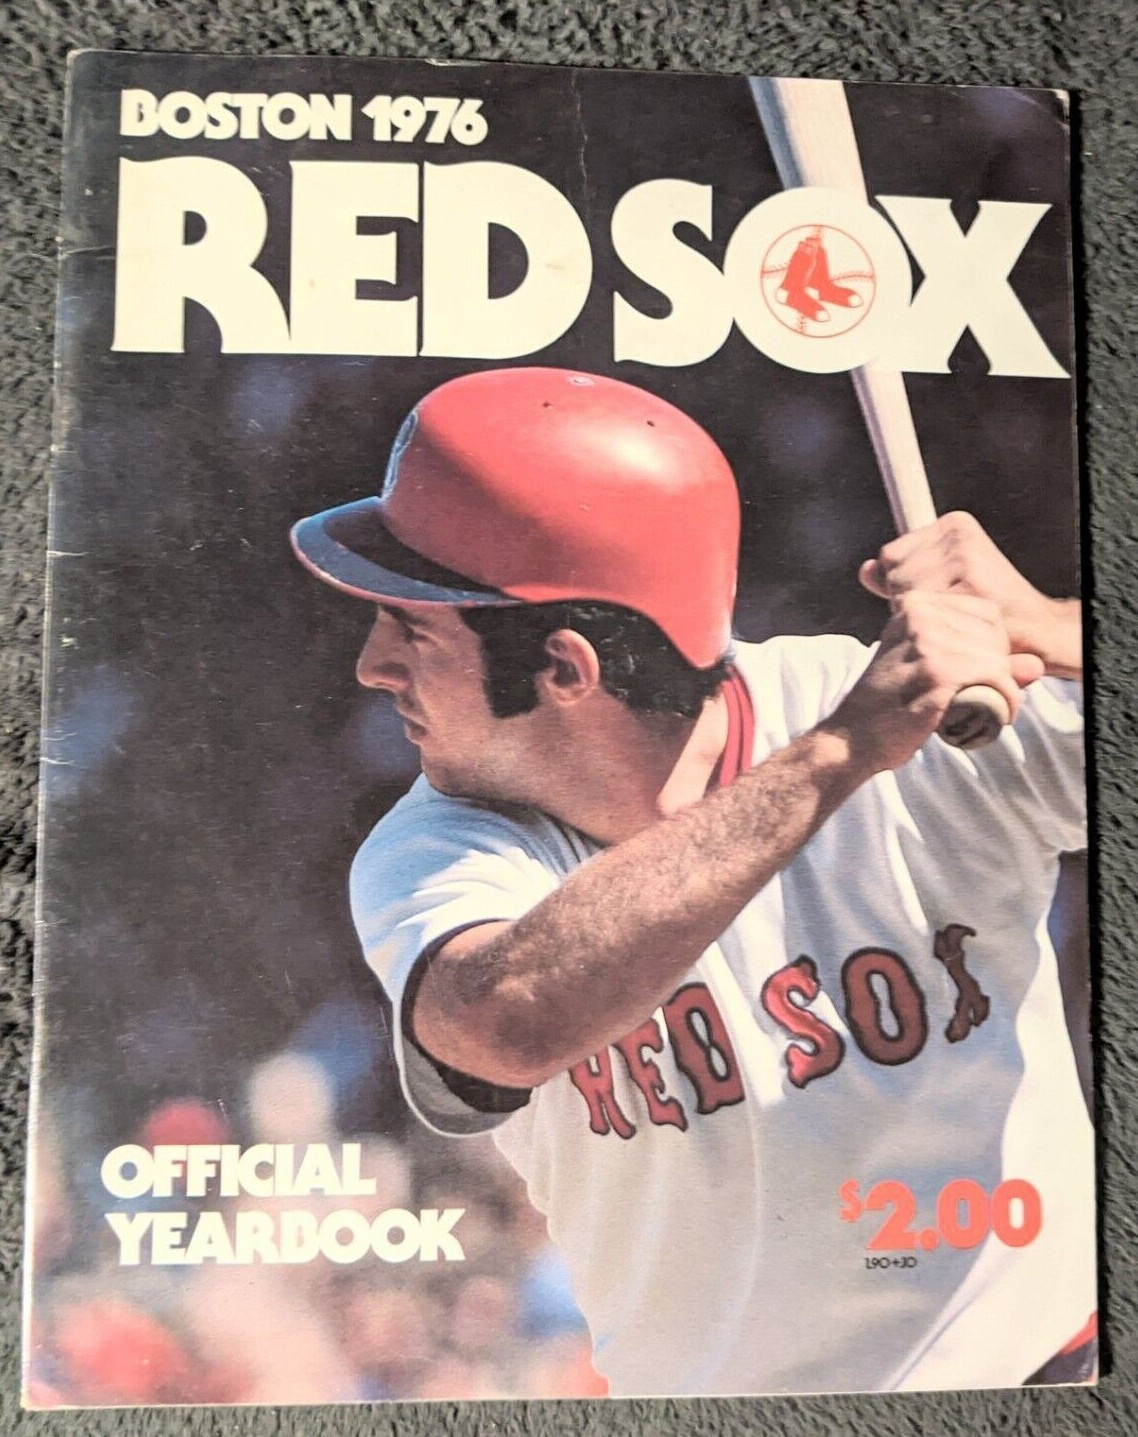 BOSTON 1976
RED SOX
RED SOX
OFFICIAL
YEARBOOK
$2.00
1.90+.10